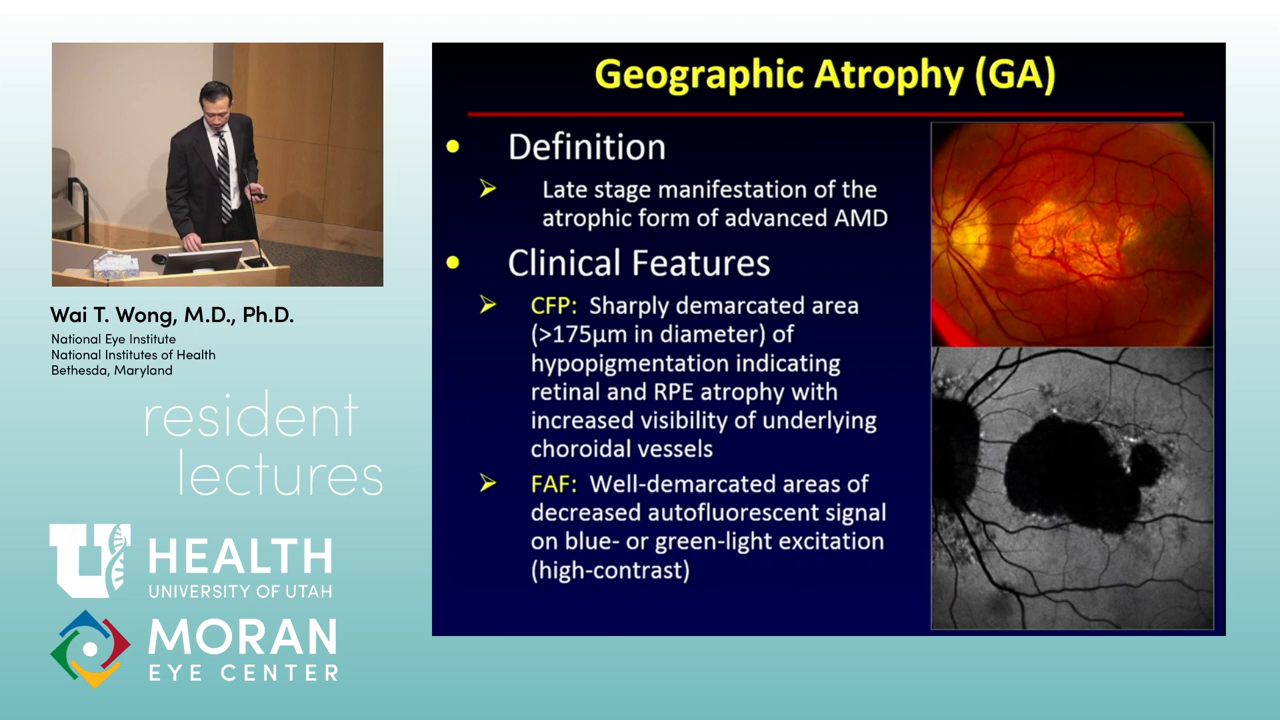 Wai T. Wong, M.D., Ph.D.
National Eye Institute
National Institutes of Health
Bethesda, Maryland
resident
lectures
U
HEALTH
UNIVERSITY OF UTAH
MORAN
EYE CENTER
Geographic Atrophy (GA)
• Definition
➢ Late stage manifestation of the
atrophic form of advanced AMD
• Clinical Features
➢ CFP: Sharply demarcated area
(>175µm in diameter) of
hypopigmentation indicating
retinal and RPE atrophy with
increased visibility of underlying
choroidal vessels
➢ FAF: Well-demarcated areas of
decreased autofluorescent signal
on blue- or green-light excitation
(high-contrast)